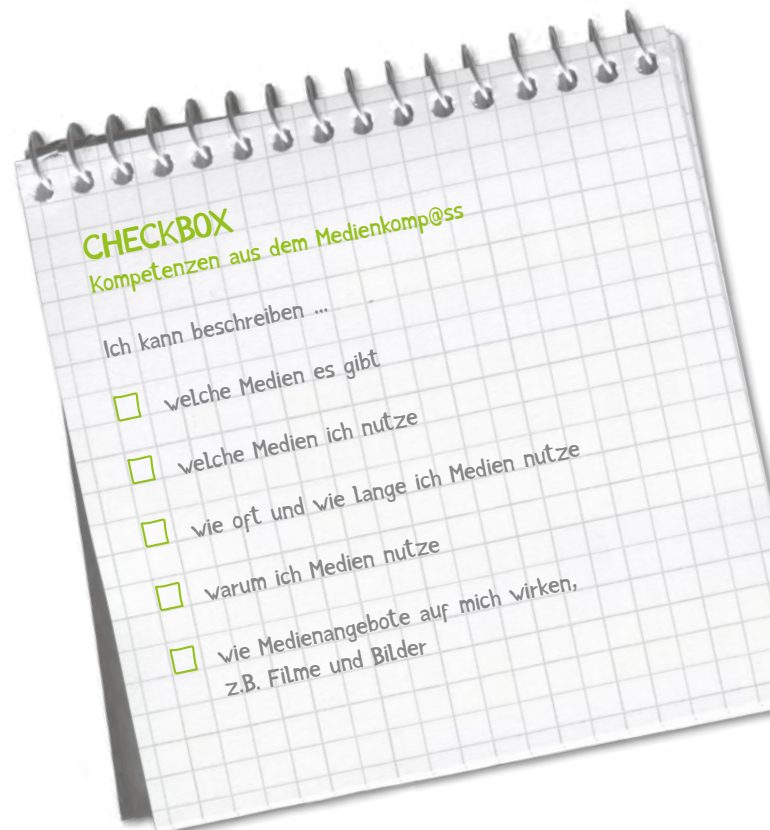 CHECKBOX
Kompetenzen aus dem Medienkomp@ss
Ich kann beschreiben ...
welche Medien es gibt
welche Medien ich nutze
wie oft und wie lange ich Medien nutze
warum ich Medien nutze
wie Medienangebote auf mich wirken,
z.B. Filme und Bilder